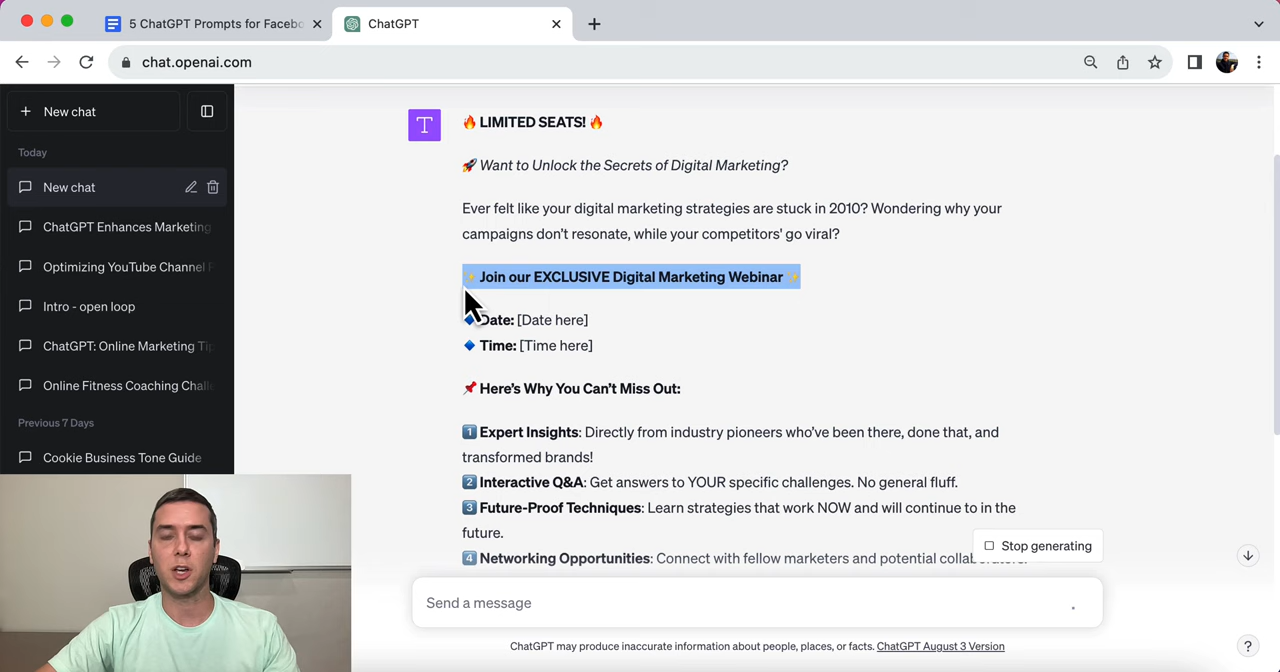 5 ChatGPT Prompts for Facebo
ChatGPT
chat.openai.com
New chat
Today
New chat
ChatGPT Enhances Marketing
Optimizing YouTube Channel
Intro - open loop
ChatGPT: Online Marketing Tip
Online Fitness Coaching Chall
Previous 7 Days
Cookie Business Tone Guide
T
🔥 LIMITED SEATS! 🔥
🚀 Want to Unlock the Secrets of Digital Marketing?
Ever felt like your digital marketing strategies are stuck in 2010? Wondering why your
campaigns don't resonate, while your competitors' go viral?
✨ Join our EXCLUSIVE Digital Marketing Webinar ✨
🔹 Date: [Date here]
🔹 Time: [Time here]
📌 Here's Why You Can't Miss Out:
1️⃣ Expert Insights: Directly from industry pioneers who've been there, done that, and
transformed brands!
2️⃣ Interactive Q&A: Get answers to YOUR specific challenges. No general fluff.
3️⃣ Future-Proof Techniques: Learn strategies that work NOW and will continue to in the
future.
4️⃣ Networking Opportunities: Connect with fellow marketers and potential collaborators.
Stop generating
Send a message
ChatGPT may produce inaccurate information about people, places, or facts. ChatGPT August 3 Version
?